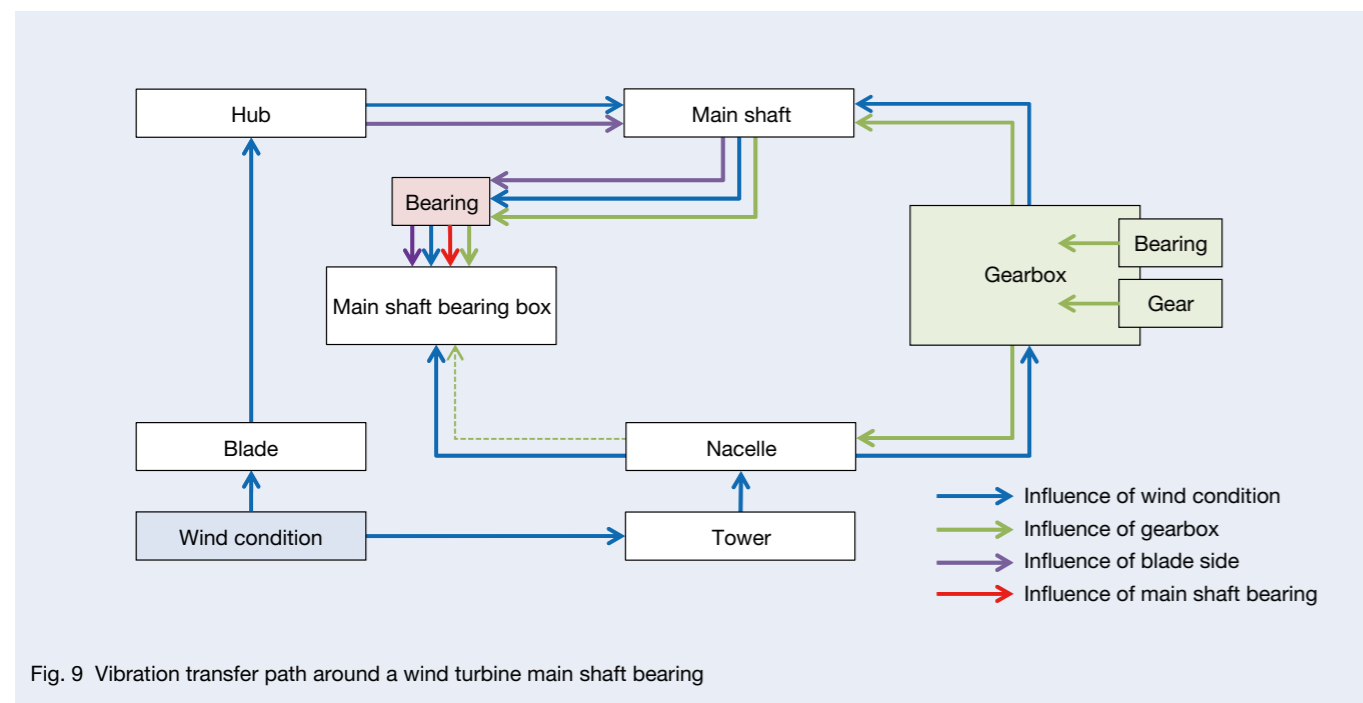 Hub
Main shaft
Bearing
Bearing
Gearbox
Main shaft bearing box
Gear
Blade
Nacelle
Influence of wind condition
Wind condition
Tower
Influence of gearbox
Influence of blade side
Influence of main shaft bearing
Fig. 9 Vibration transfer path around a wind turbine main shaft bearing